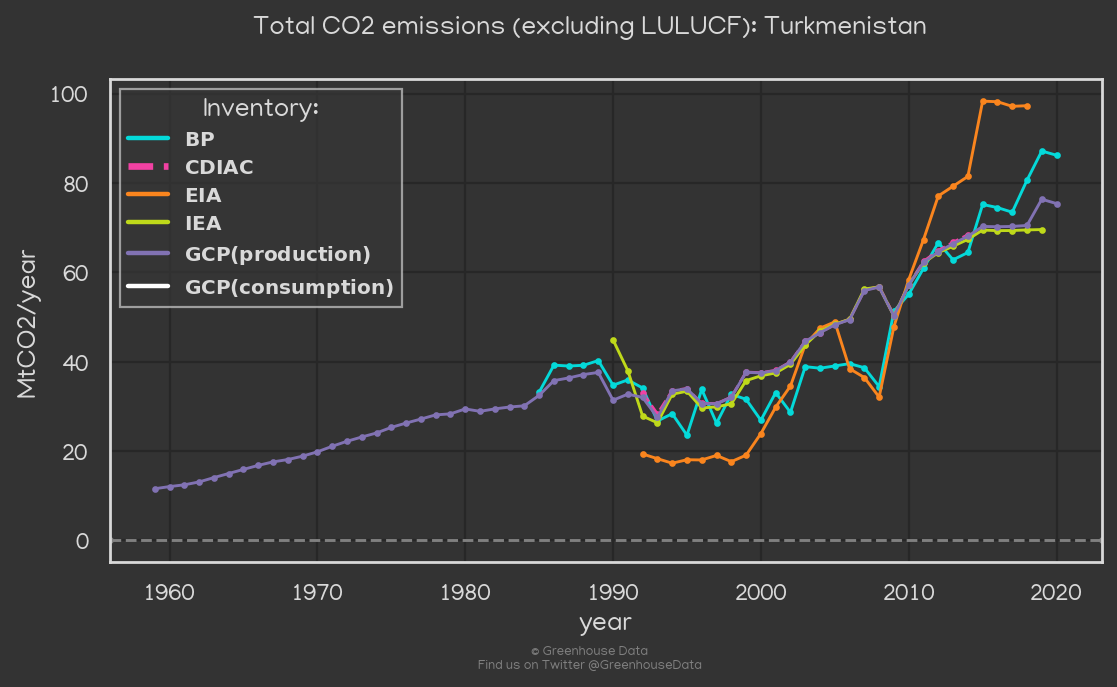 Total CO2 emissions (excluding LULUCF): Turkmenistan
MtCO2/year
100
80
60
40
20
0
Inventory:
BP
CDIAC
EIA
IEA
GCP(production)
GCP(consumption)
1960 1970 1980 1990 2000 2010 2020
year
© Greenhouse Data
Find us on Twitter @GreenhouseData